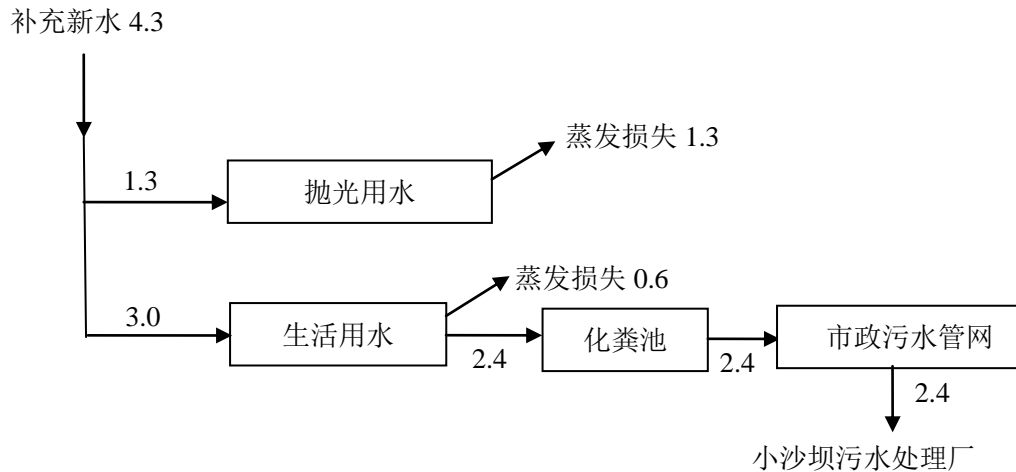 补充新水 4.3
蒸发损失 1.3
1.3
抛光用水
蒸发损失 0.6
3.0
生活用水
2.4
化粪池
2.4
市政污水管网
2.4
小沙坝污水处理厂